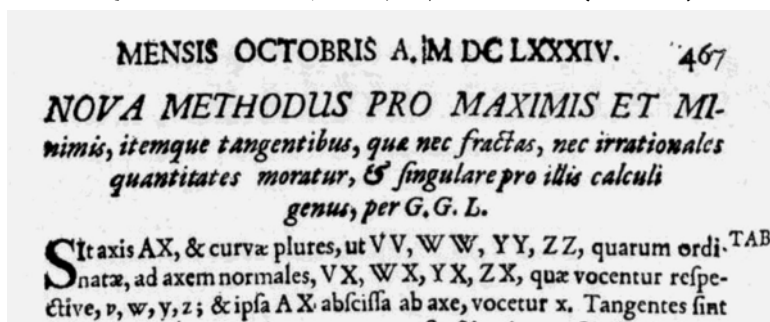 MENSIS OCTOBRIS A. M DC LXXXIV. 467
NOVA METHODUS PRO MAXIMIS ET MI-
nimis, itemque tangentibus, quæ nec fractas, nec irrationales
quantitates moratur, & singulare pro illis calculi
genus, per G. G. L.
SIt axis AX, & curvæ plures, ut VV, WW, YY, ZZ, quarum ordi- TAB
natæ, ad axem normales, VX, WX, YX, ZX, quæ vocentur respe-
ctive, v, w, y, z; & ipsa AX abscissa ab axe, vocetur x. Tangentes sint